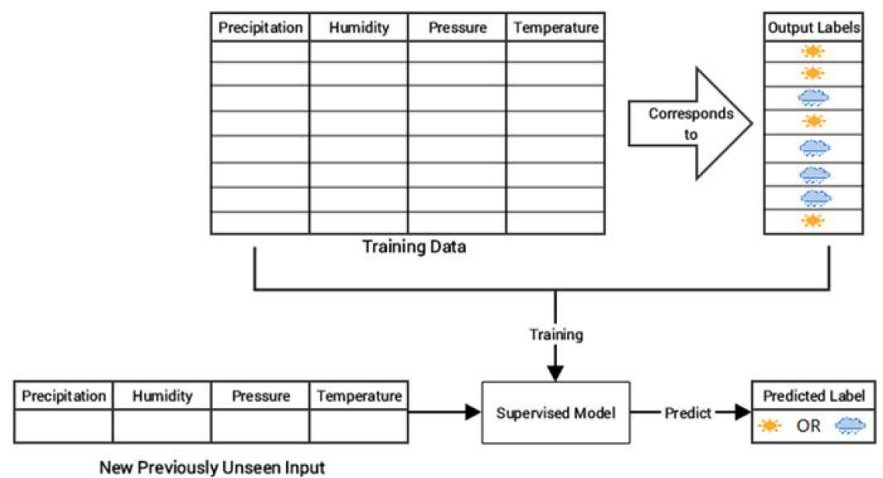 Precipitation Humidity Pressure Temperature
Output Labels
Corresponds
to
Training Data
Training
Precipitation Humidity Pressure Temperature
Supervised Model
Predict
Predicted Label
OR
New Previously Unseen Input